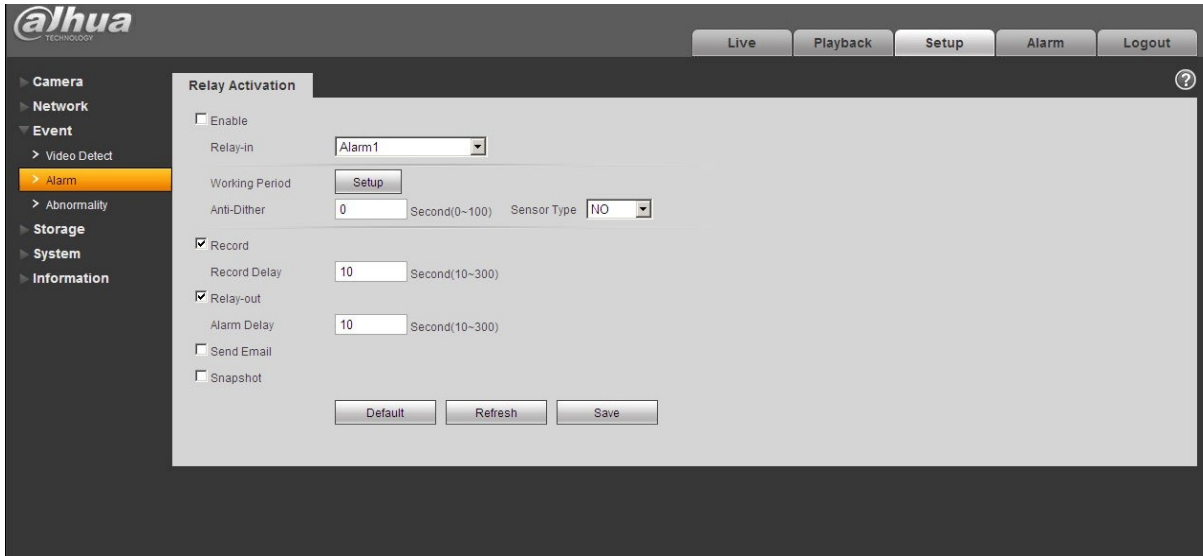 alhua
TECHNOLOGY
Live Playback Setup Alarm Logout
Camera
Network
Event
> Video Detect
> Alarm
> Abnormality
Storage
System
Information
Relay Activation
?
Enable
Relay-in Alarm1
Working Period Setup
Anti-Dither 0 Second(0~100) Sensor Type NO
Record
Record Delay 10 Second(10~300)
Relay-out
Alarm Delay 10 Second(10~300)
Send Email
Snapshot
Default Refresh Save